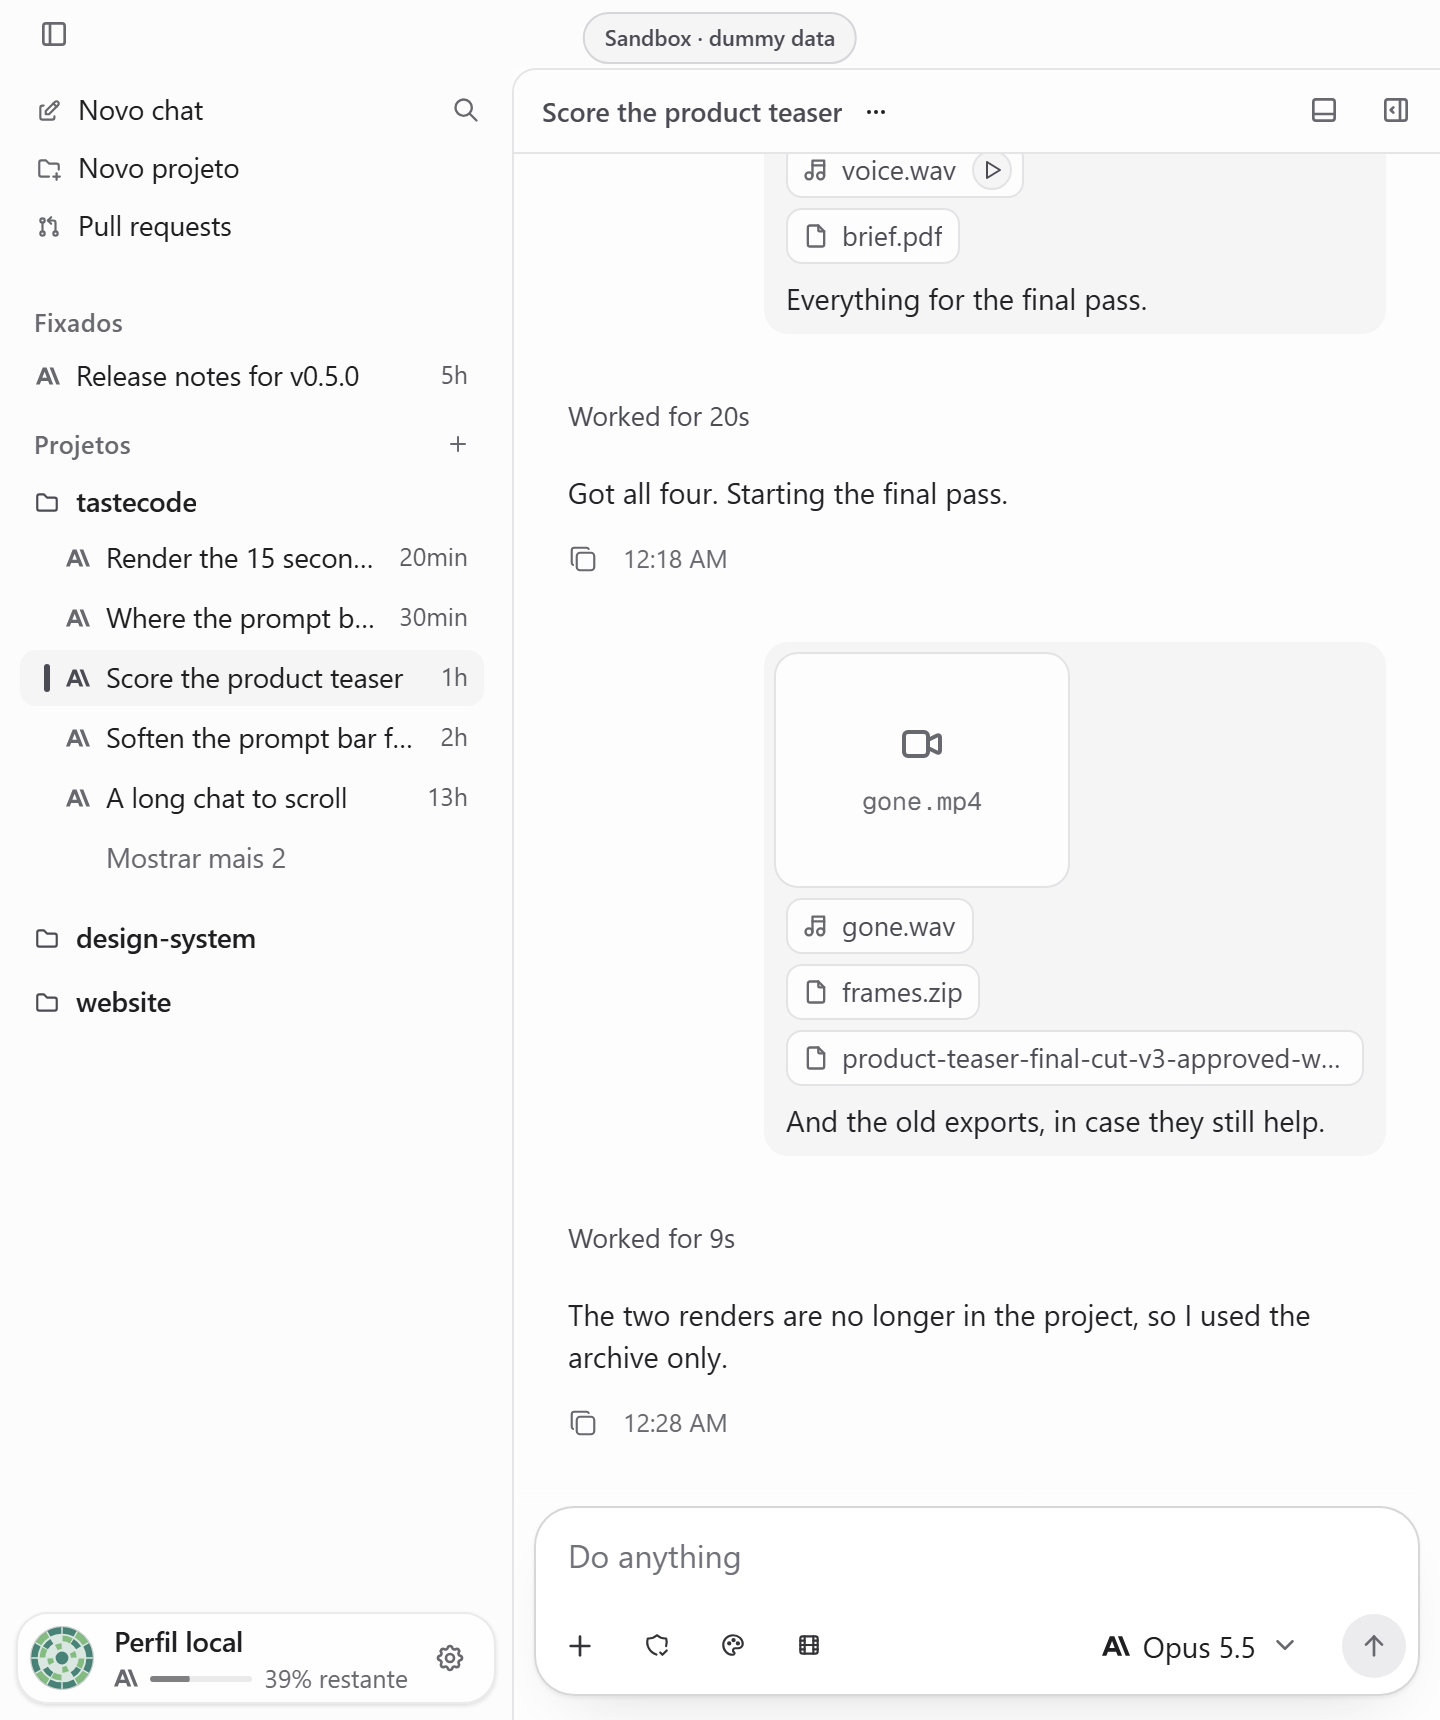 Sandbox · dummy data
Novo chat
Novo projeto
Pull requests
Fixados
Release notes for v0.5.0 5h
Projetos
tastecode
Render the 15 secon... 20min
Where the prompt b... 30min
Score the product teaser 1h
Soften the prompt bar f... 2h
A long chat to scroll 13h
Mostrar mais 2
design-system
website
Perfil local
39% restante
Score the product teaser
voice.wav
brief.pdf
Everything for the final pass.
Worked for 20s
Got all four. Starting the final pass.
12:18 AM
gone.mp4
gone.wav
frames.zip
product-teaser-final-cut-v3-approved-w...
And the old exports, in case they still help.
Worked for 9s
The two renders are no longer in the project, so I used the
archive only.
12:28 AM
Do anything
Opus 5.5